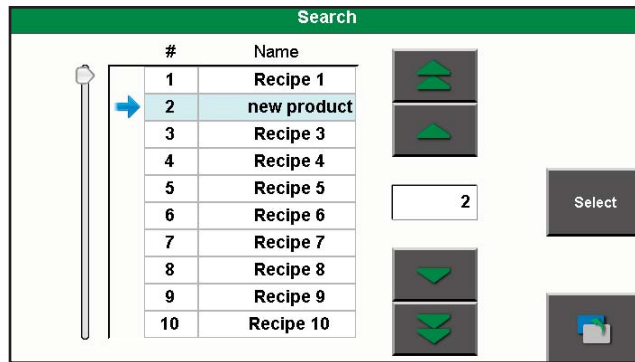 Search
# Name
1 Recipe 1
2 new product
3 Recipe 3
4 Recipe 4
5 Recipe 5
6 Recipe 6
7 Recipe 7
8 Recipe 8
9 Recipe 9
10 Recipe 10
2
Select